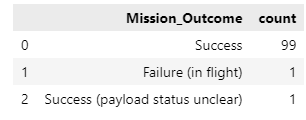 Mission_Outcome count
0 Success 99
1 Failure (in flight) 1
2 Success (payload status unclear) 1